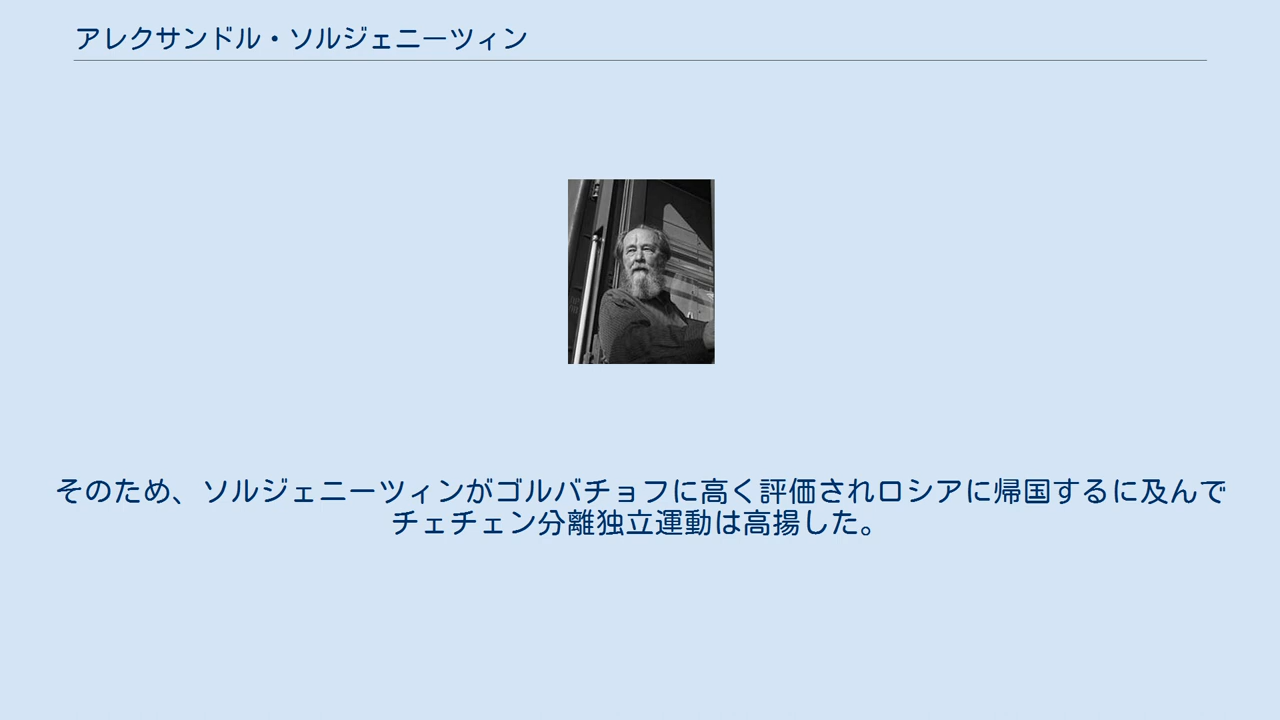 アレクサンドル・ソルジェニーツィン
そのため、ソルジェニーツィンがゴルバチョフに高く評価されロシアに帰国するに及んで
チェチェン分離独立運動は高揚した。